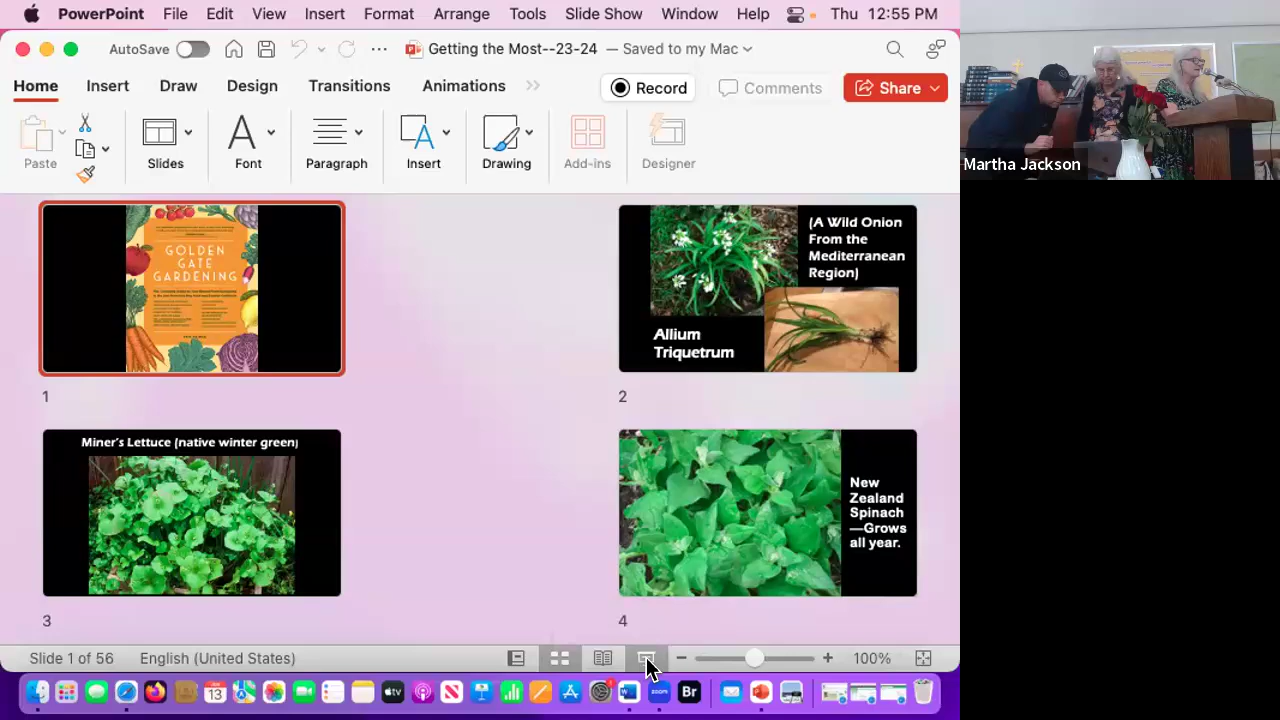 PowerPoint File Edit View Insert Format Arrange Tools Slide Show Window Help Thu 12:55 PM
AutoSave Getting the Most--23-24 — Saved to my Mac
Home Insert Draw Design Transitions Animations Record Comments Share
Paste Slides Font Paragraph Insert Drawing Add-ins Designer
GOLDEN
GATE
GARDENING
1
(A Wild Onion
From the
Mediterranean
Region)
Allium
Triquetrum
2
Miner's Lettuce (native winter green)
3
New
Zealand
Spinach
—Grows
all year.
4
Slide 1 of 56 English (United States) 100%
JUN
13
Br
Martha Jackson